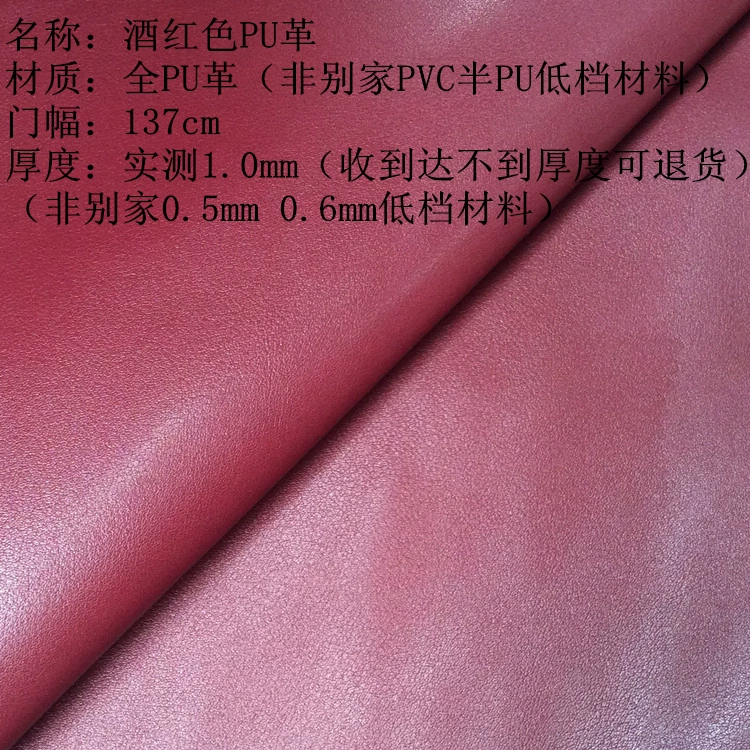 名称：酒红色PU革
材质：全PU革（非别家PVC半PU低档材料）
门幅：137cm
厚度：实测1.0mm（收到达不到厚度可退货）
（非别家0.5mm 0.6mm低档材料）